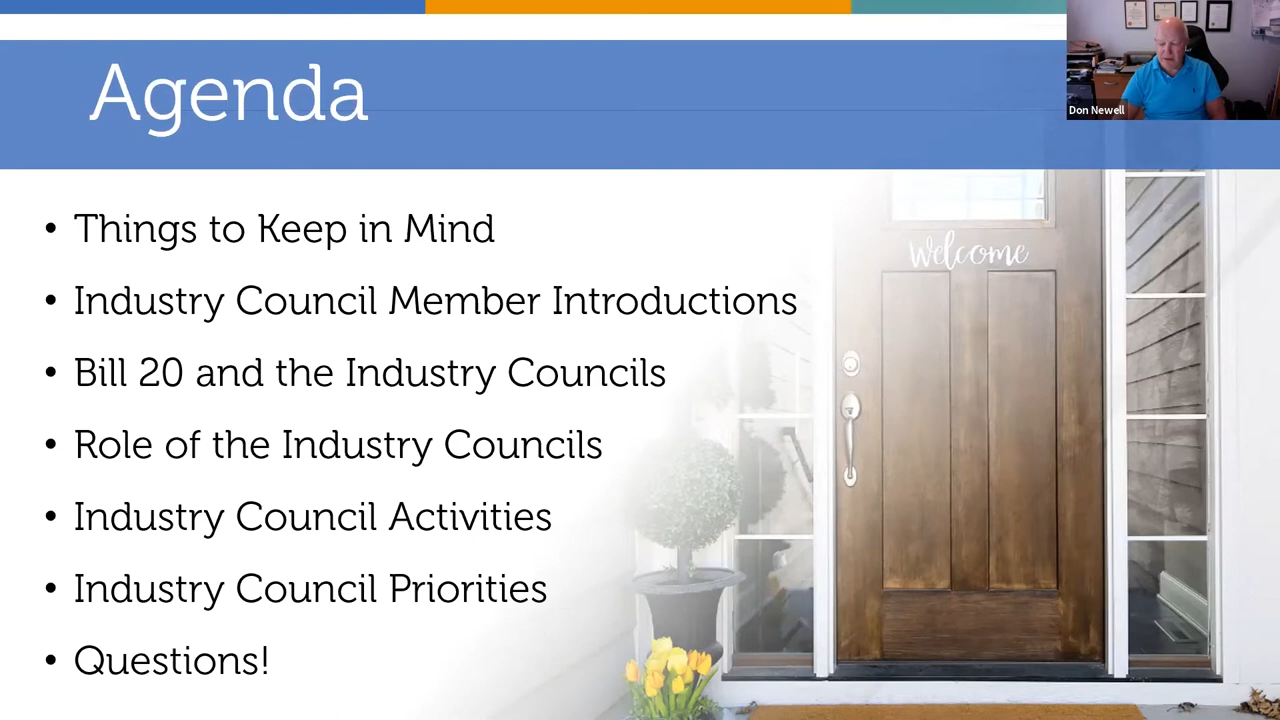 Agenda
Don Newell
• Things to Keep in Mind
Welcome
• Industry Council Member Introductions
• Bill 20 and the Industry Councils
• Role of the Industry Councils
• Industry Council Activities
• Industry Council Priorities
• Questions!